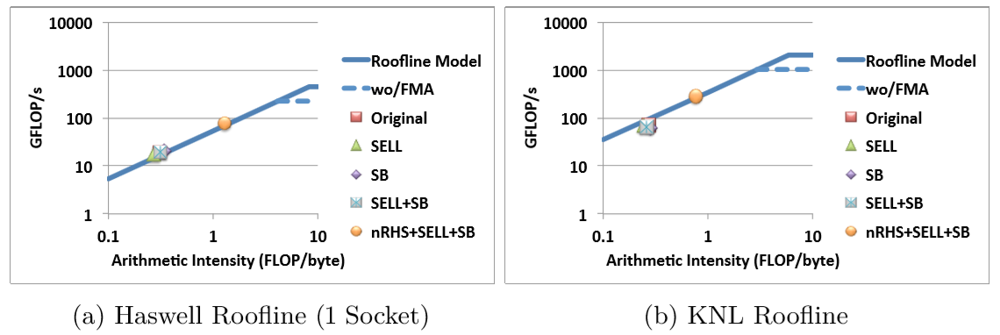 10000
1000
100
10
1
GFLOP/s
0.1
1
10
Arithmetic Intensity (FLOP/byte)
Roofline Model
wo/FMA
Original
SELL
SB
SELL+SB
nRHS+SELL+SB
(a) Haswell Roofline (1 Socket)
10000
1000
100
10
1
GFLOP/s
0.1
1
10
Arithmetic Intensity (FLOP/byte)
Roofline Model
wo/FMA
Original
SELL
SB
SELL+SB
nRHS+SELL+SB
(b) KNL Roofline